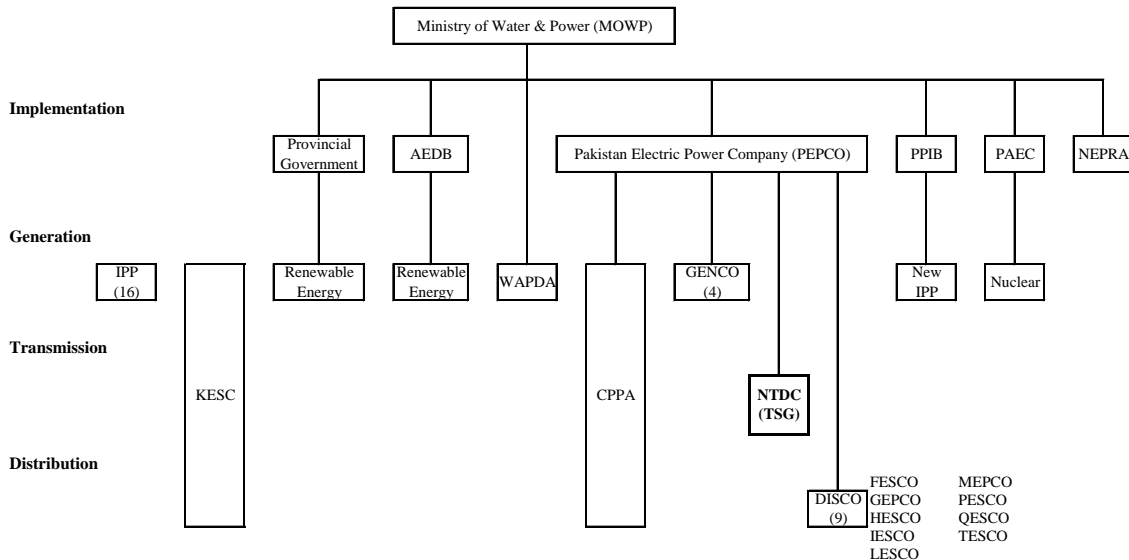 Ministry of Water & Power (MOWP)
Implementation
Provincial
Government
AEDB
Pakistan Electric Power Company (PEPCO)
PPIB
PAEC
NEPRA
Generation
IPP
(16)
Renewable
Energy
Renewable
Energy
WAPDA
GENCO
(4)
New
IPP
Nuclear
Transmission
KESC
CPPA
NTDC
(TSG)
Distribution
DISCO
(9)
FESCO
GEPCO
HESCO
IESCO
LESCO
MEPCO
PESCO
QESCO
TESCO